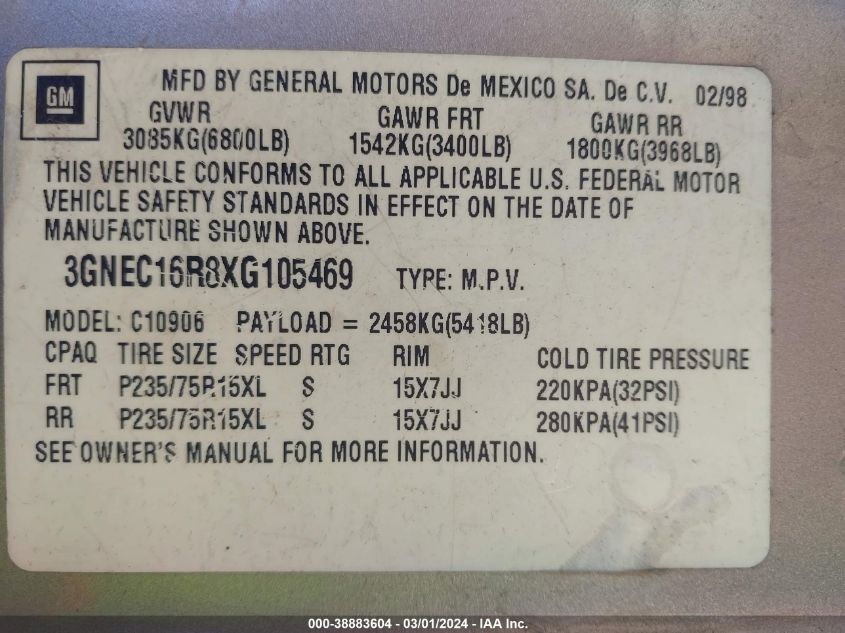 GM
MFD BY GENERAL MOTORS De MEXICO SA. De C.V. 02/98
GVWR GAWR FRT GAWR RR
3085KG(6800LB) 1542KG(3400LB) 1800KG(3968LB)
THIS VEHICLE CONFORMS TO ALL APPLICABLE U.S. FEDERAL MOTOR
VEHICLE SAFETY STANDARDS IN EFFECT ON THE DATE OF
MANUFACTURE SHOWN ABOVE.
3GNEC16R8XG105469 TYPE: M.P.V.
MODEL: C10906 PAYLOAD = 2458KG(5418LB)
CPAQ TIRE SIZE SPEED RTG RIM COLD TIRE PRESSURE
FRT P235/75R15XL S 15X7JJ 220KPA(32PSI)
RR P235/75R15XL S 15X7JJ 280KPA(41PSI)
SEE OWNER'S MANUAL FOR MORE INFORMATION.
000-38883604 - 03/01/2024 - IAA Inc.